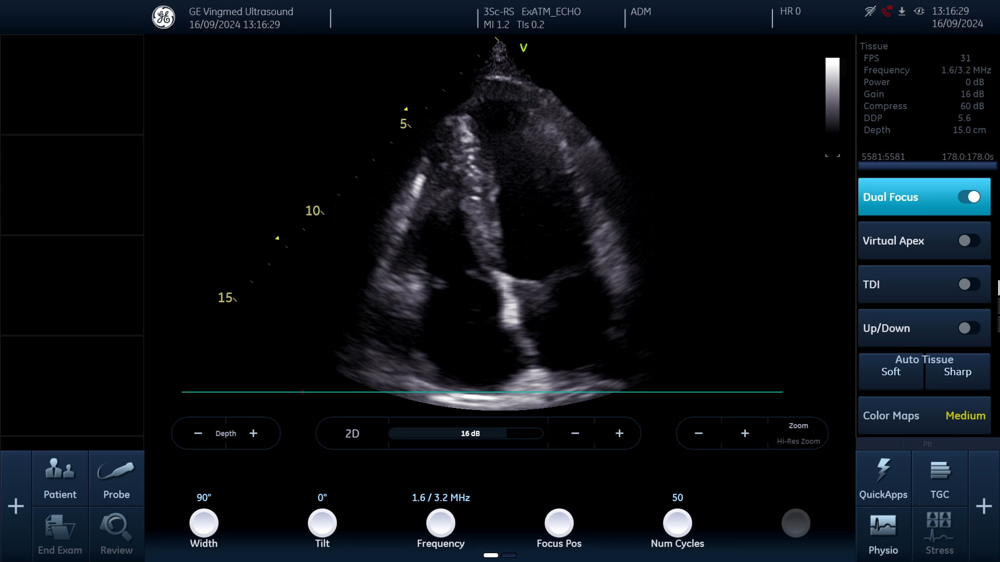 GE Vingmed Ultrasound
16/09/2024 13:16:29
3Sc-RS ExATM_ECHO
MI 1.2 TIs 0.2
ADM
HR 0
13:16:29
16/09/2024
V
5
10
15
Tissue
FPS 31
Frequency 1.6/3.2 MHz
Power 0 dB
Gain 16 dB
Compress 60 dB
DDP 5.6
Depth 15.0 cm
5581:5581 178.0:178.0s
Dual Focus
Virtual Apex
TDI
Up/Down
Auto Tissue
Soft Sharp
Color Maps Medium
Ptr
− Depth +
2D 16 dB − +
− + Zoom
Hi-Res Zoom
+
Patient
Probe
End Exam
Review
90°
Width
0°
Tilt
1.6 / 3.2 MHz
Frequency
Focus Pos
50
Num Cycles
QuickApps
TGC
Physio
Stress
+